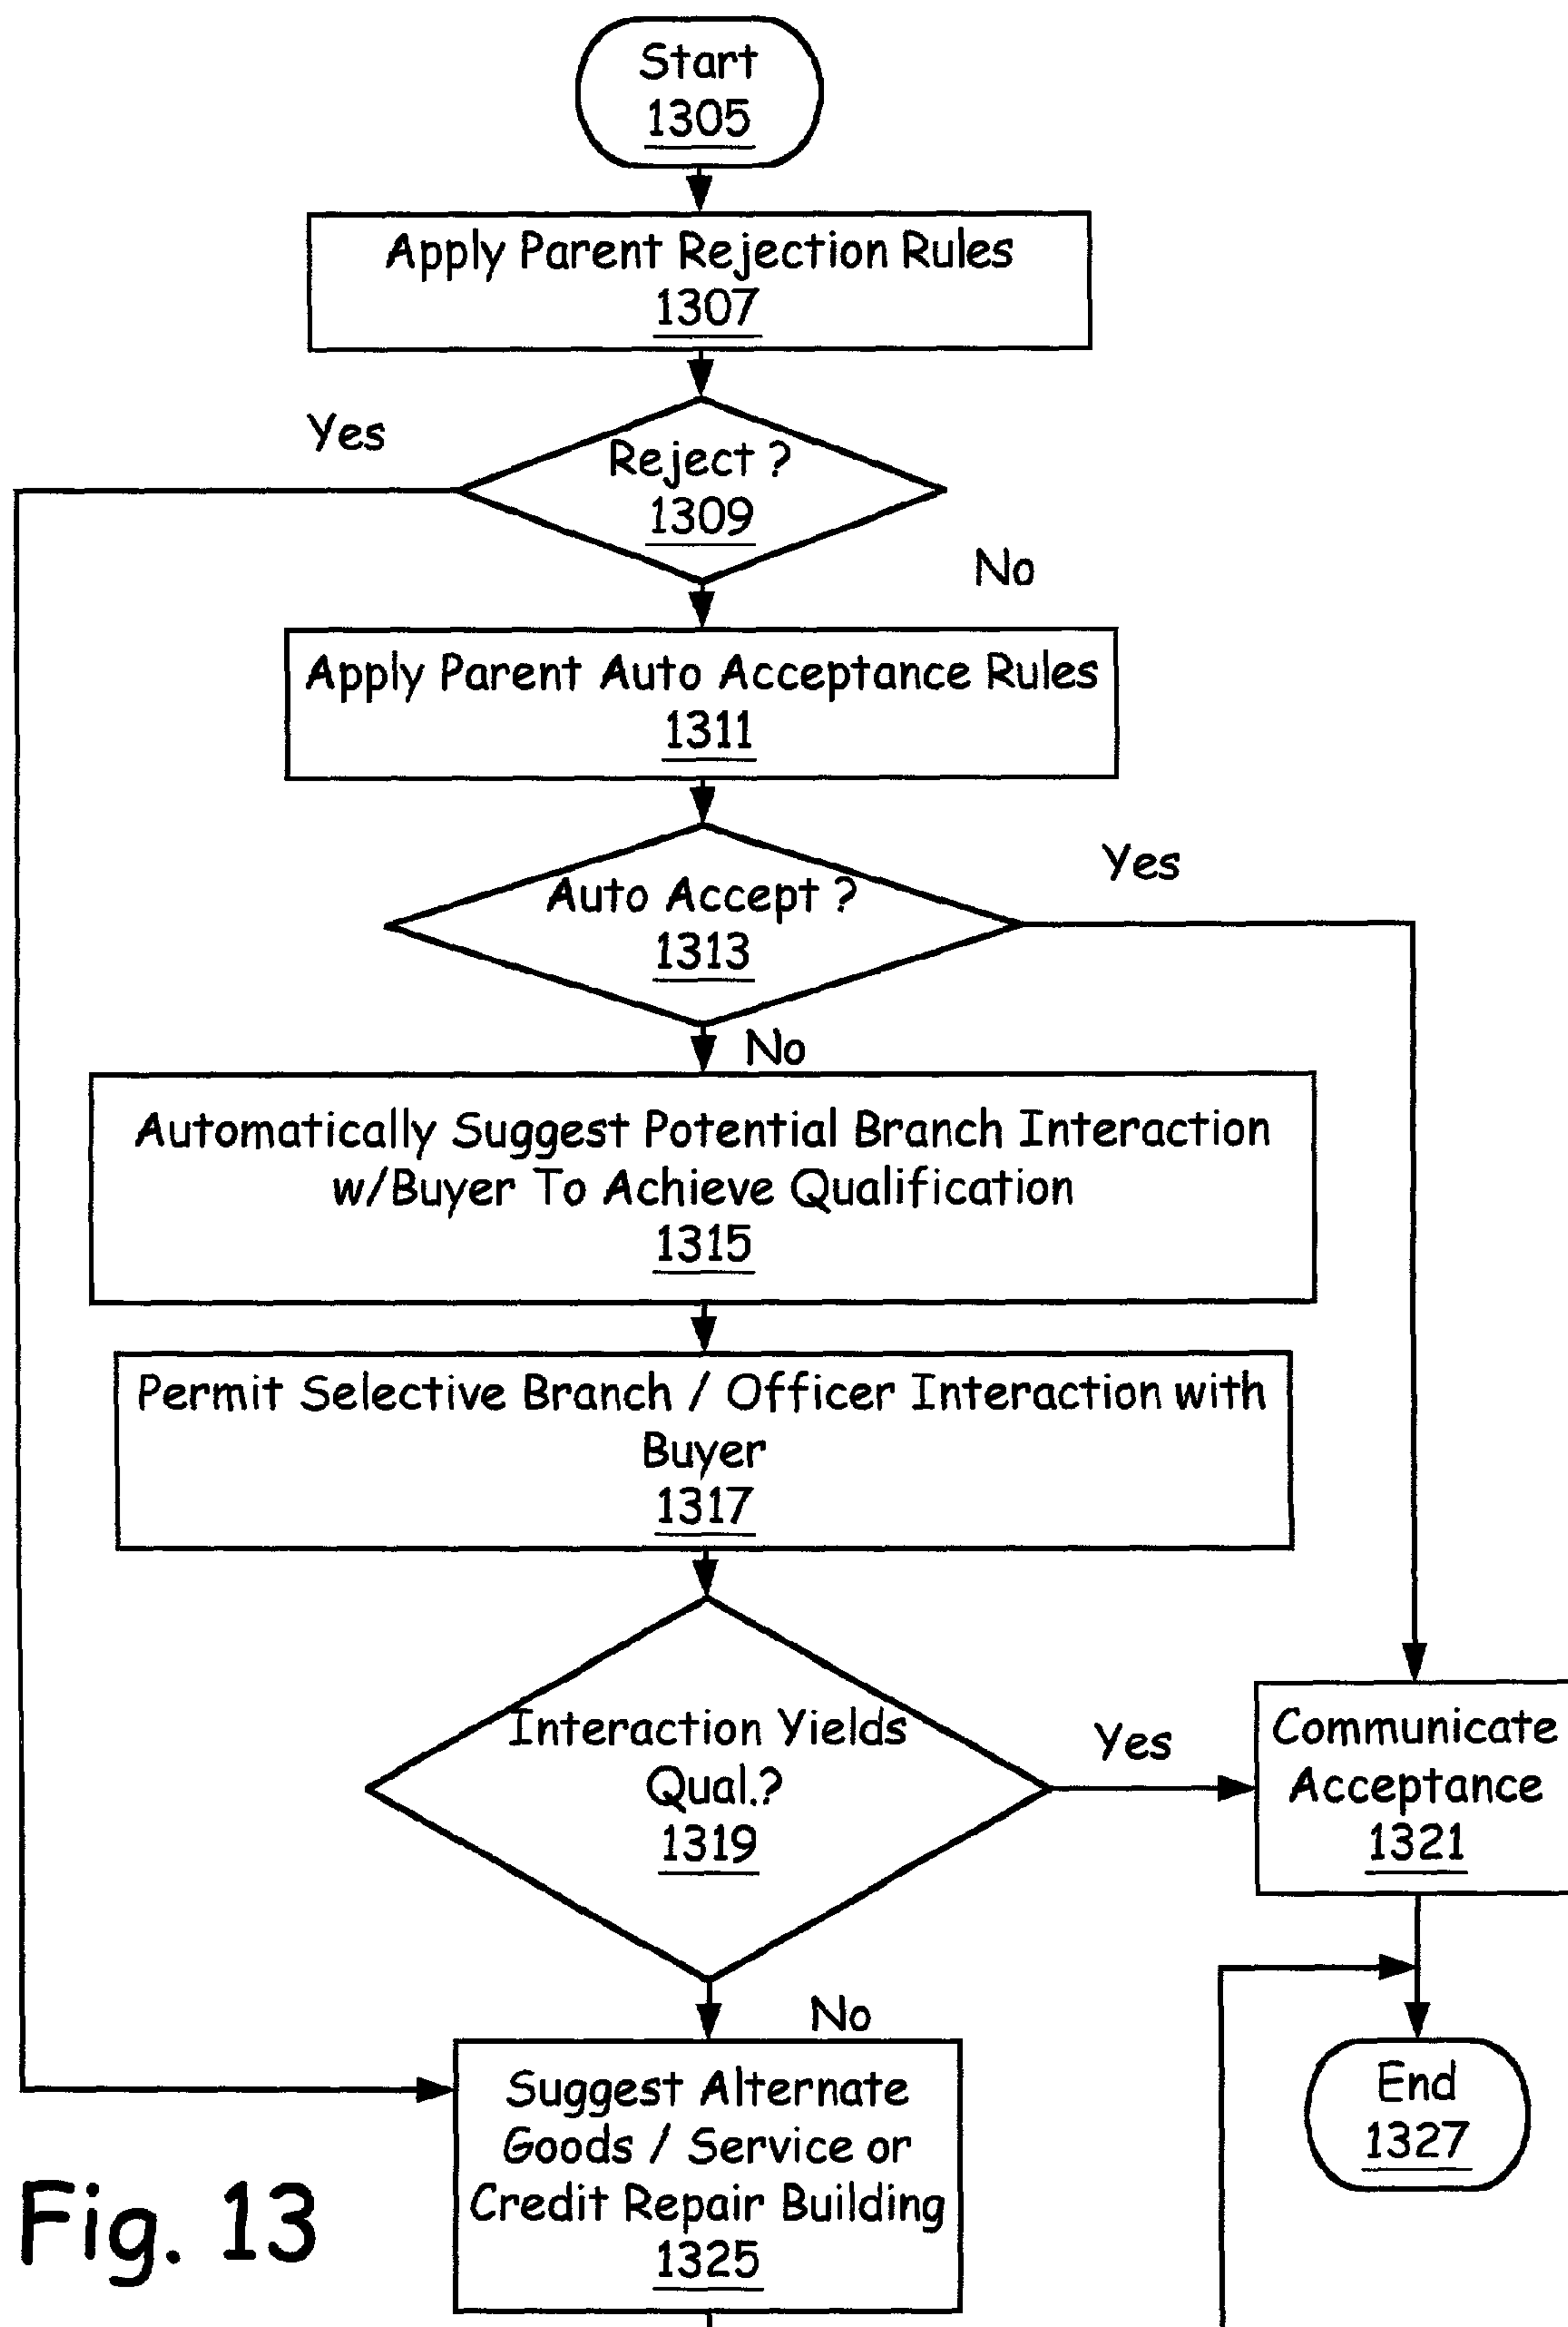 Start
1305
Apply Parent Rejection Rules
1307
Yes
Reject ?
1309
No
Apply Parent Auto Acceptance Rules
1311
Yes
Auto Accept ?
1313
No
Automatically Suggest Potential Branch Interaction
w/Buyer To Achieve Qualification
1315
Permit Selective Branch / Officer Interaction with
Buyer
1317
Interaction Yields
Qual.?
1319
Yes
Communicate
Acceptance
1321
No
Suggest Alternate
Goods / Service or
Credit Repair Building
1325
End
1327
Fig. 13